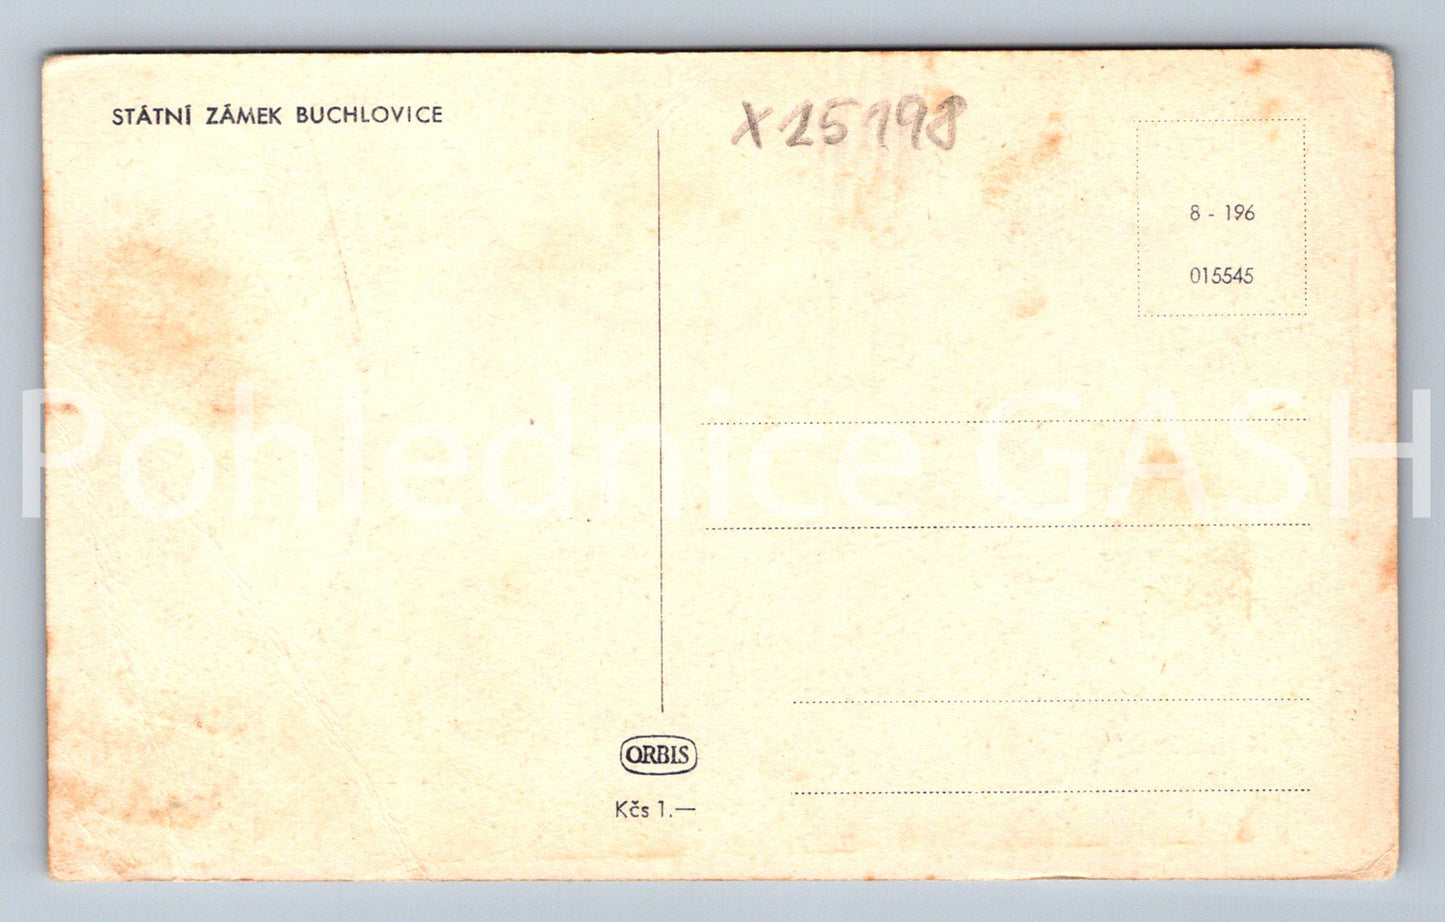 STÁTNÍ ZÁMEK BUCHLOVICE
X25198
8 - 196
015545
Pohlednice GASH
ORBIS
Kčs 1.—